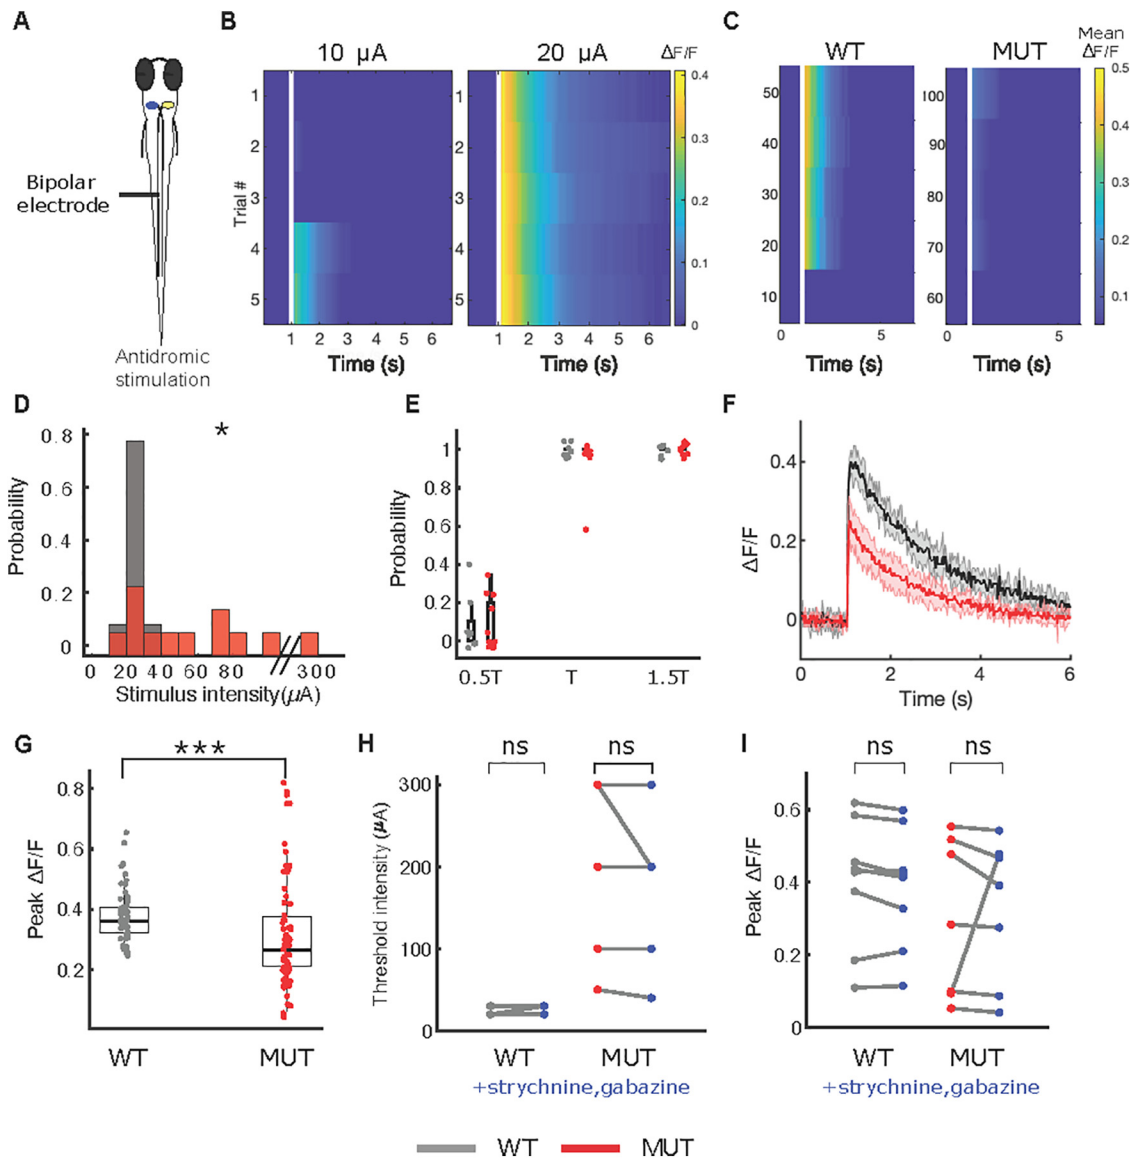 A
Bipolar
electrode
Antidromic
stimulation
B
10 µA
20 µA
ΔF/F
Trial #
1
2
3
4
5
1
2
3
4
5
0.4
0.3
0.2
0.1
0
1 2 3 4 5 6
1 2 3 4 5 6
Time (s)
Time (s)
C
WT
MUT
Mean
ΔF/F
50
40
30
20
10
100
90
80
70
60
0.5
0.4
0.3
0.2
0.1
0 5
0 5
Time (s)
Time (s)
D
*
Probability
0.8
0.6
0.4
0.2
0
0 20 40 60 80 300
Stimulus intensity(µA)
E
Probability
1
0.8
0.6
0.4
0.2
0
0.5T T 1.5T
F
ΔF/F
0.4
0.2
0
0 2 4 6
Time (s)
G
***
Peak ΔF/F
0.8
0.6
0.4
0.2
WT MUT
H
ns
ns
Threshold intensity (µA)
300
200
100
0
WT MUT
+strychnine,gabazine
I
ns
ns
Peak ΔF/F
0.6
0.4
0.2
0
WT MUT
+strychnine,gabazine
WT MUT